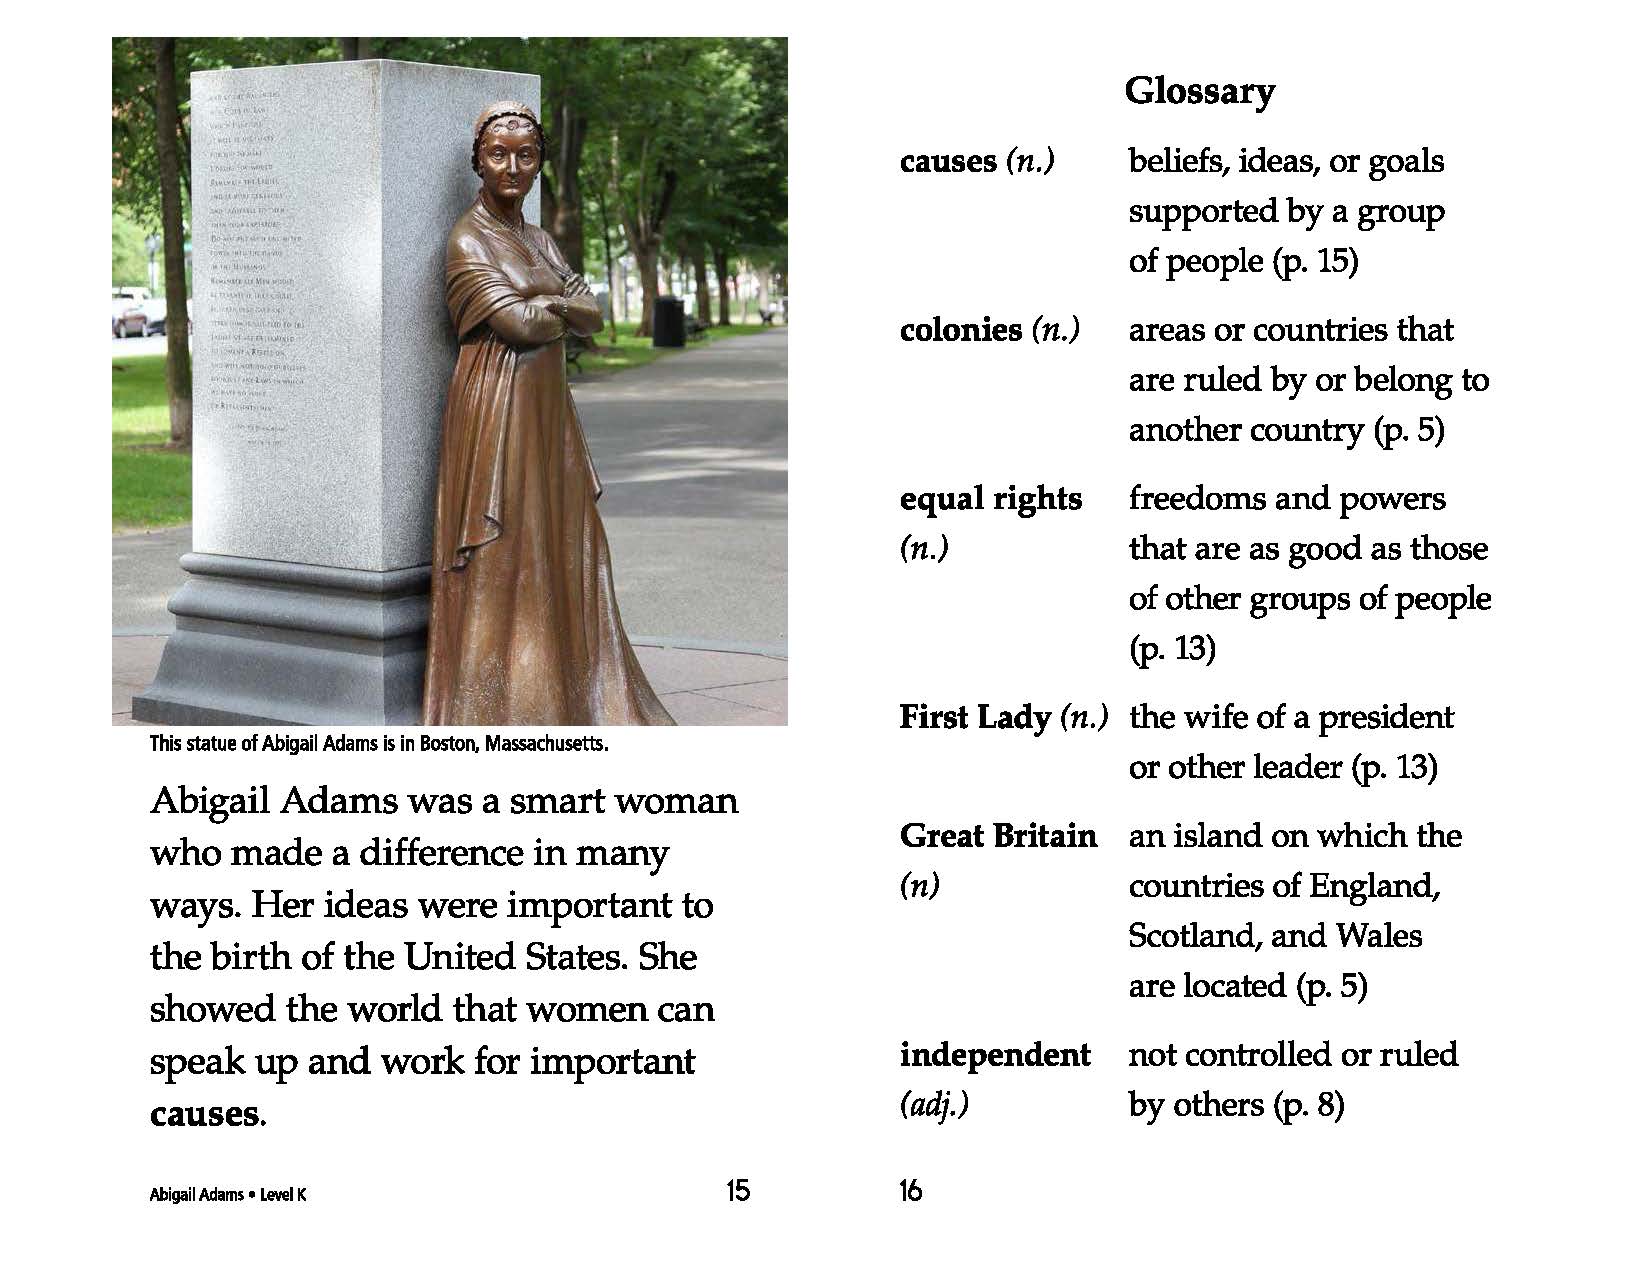 This statue of Abigail Adams is in Boston, Massachusetts.
Abigail Adams was a smart woman
who made a difference in many
ways. Her ideas were important to
the birth of the United States. She
showed the world that women can
speak up and work for important
causes.
Abigail Adams • Level K
15
Glossary
causes (n.) beliefs, ideas, or goals
supported by a group
of people (p. 15)
colonies (n.) areas or countries that
are ruled by or belong to
another country (p. 5)
equal rights freedoms and powers
(n.) that are as good as those
of other groups of people
(p. 13)
First Lady (n.) the wife of a president
or other leader (p. 13)
Great Britain an island on which the
(n) countries of England,
Scotland, and Wales
are located (p. 5)
independent not controlled or ruled
(adj.) by others (p. 8)
16